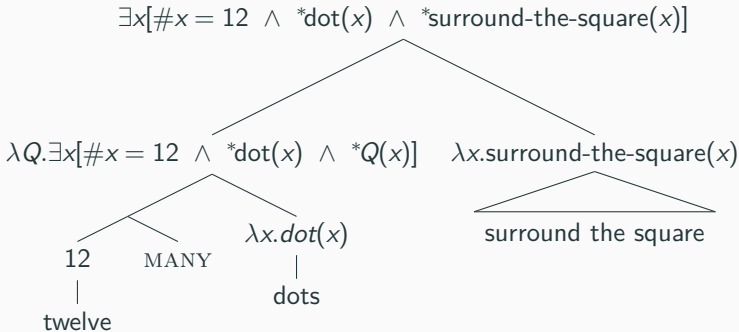 ∃x[#x = 12 ∧ *dot(x) ∧ *surround-the-square(x)]
λQ.∃x[#x = 12 ∧ *dot(x) ∧ *Q(x)] λx.surround-the-square(x)
λx.dot(x) surround the square
12 MANY
dots
twelve